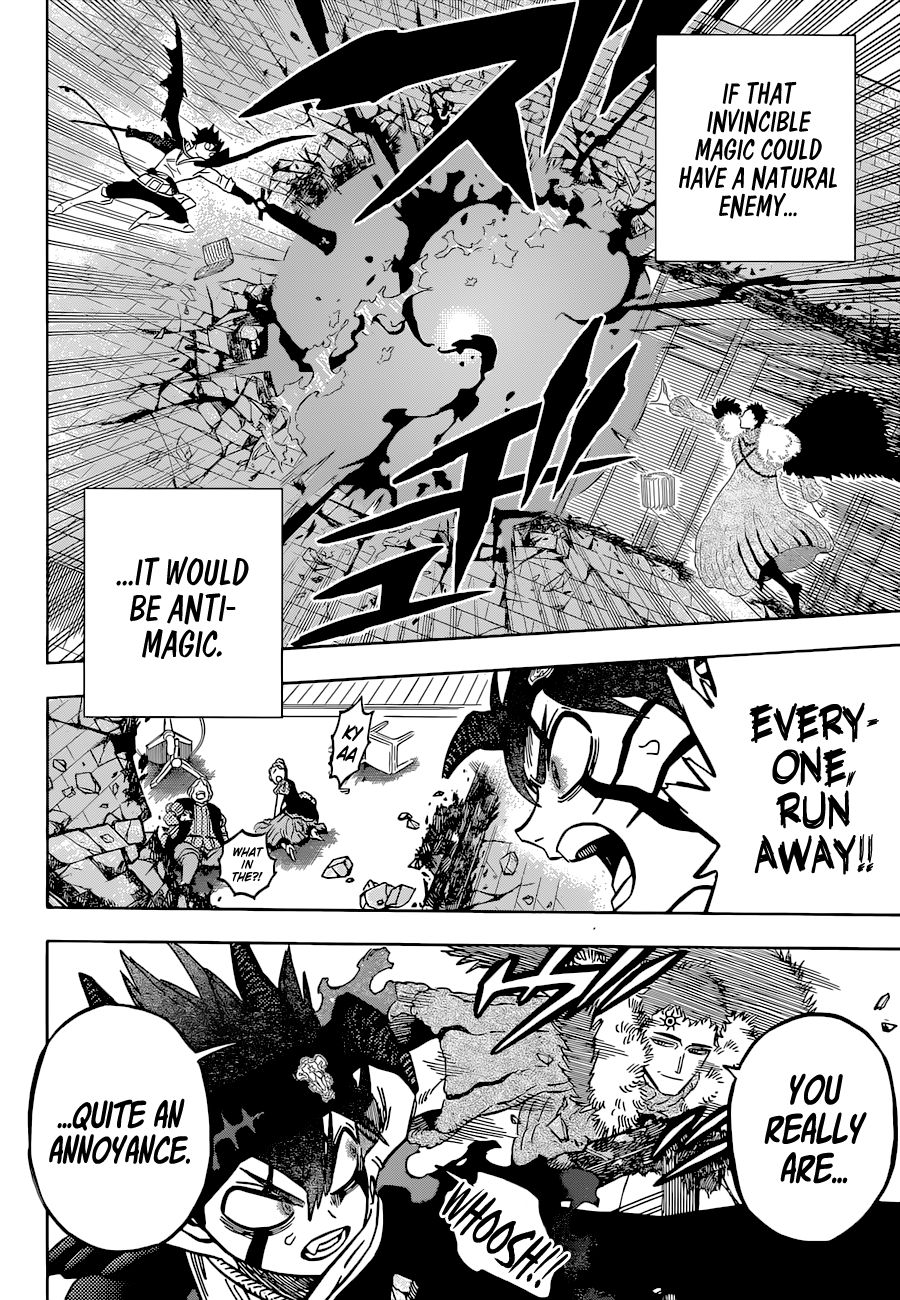 IF THAT
INVINCIBLE
MAGIC COULD
HAVE A NATURAL
ENEMY...
ズ
...IT WOULD
BE ANTI-
MAGIC.
EVERY-
ONE,
RUN
AWAY!!
KY
AA
WHAT
IN
THE?!
YOU
REALLY
ARE...
...QUITE AN
ANNOYANCE.
WHOOSH!!